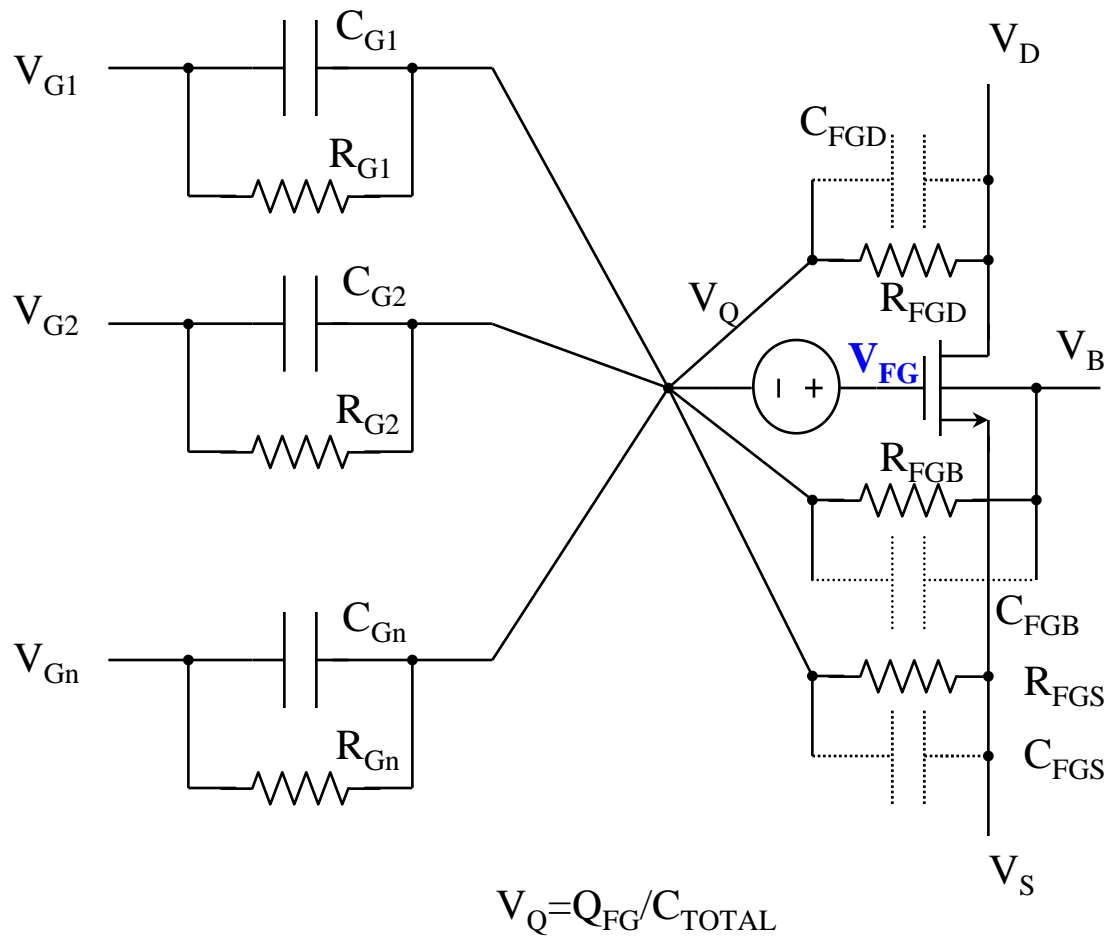 C_G1
V_G1
V_D
C_FGD
R_G1
C_G2
V_G2
V_Q
R_FGD
V_FG
V_B
R_G2
R_FGB
C_Gn
C_FGB
V_Gn
R_FGS
R_Gn
C_FGS
V_S
V_Q=Q_FG/C_TOTAL